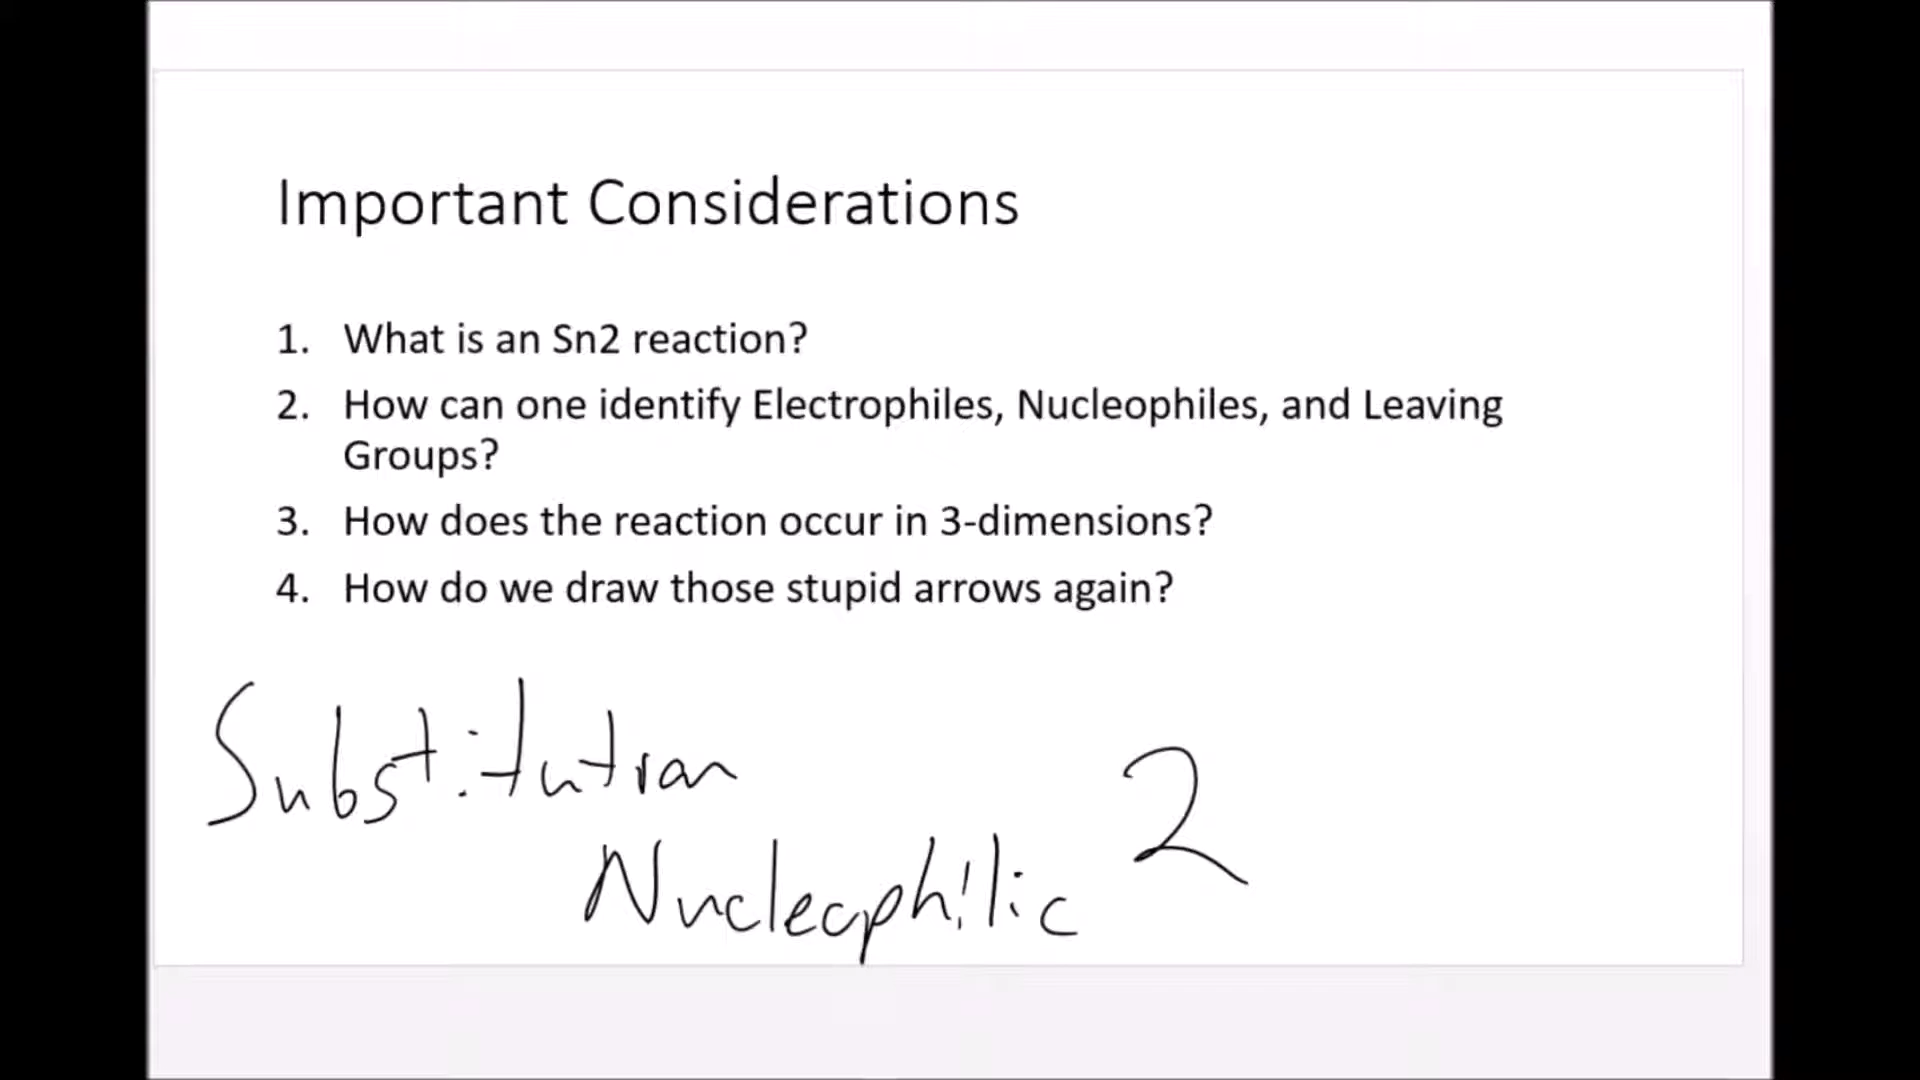 Important Considerations
1. What is an Sn2 reaction?
2. How can one identify Electrophiles, Nucleophiles, and Leaving
Groups?
3. How does the reaction occur in 3-dimensions?
4. How do we draw those stupid arrows again?
Substitution
Nucleophilic 2